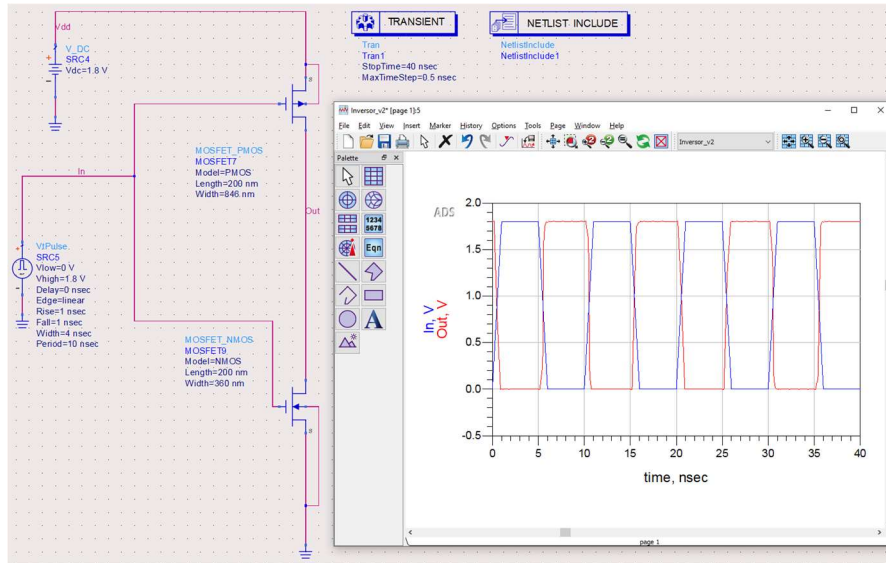 Vdd
V_DC
SRC4
Vdc=1.8 V
TRANSIENT
Tran
Tran1
StopTime=40 nsec
MaxTimeStep=0.5 nsec
NETLIST INCLUDE
NetlistInclude
NetlistInclude1
S
MOSFET_PMOS
MOSFET7
Model=PMOS
Length=200 nm
Width=846 nm
In
Out
VtPulse
SRC5
Vlow=0 V
Vhigh=1.8 V
Delay=0 nsec
Edge=linear
Rise=1 nsec
Fall=1 nsec
Width=4 nsec
Period=10 nsec
MOSFET_NMOS
MOSFET9
Model=NMOS
Length=200 nm
Width=360 nm
S
Inversor_v2* [page 1]:5
File Edit View Insert Marker History Options Tools Page Window Help
Inversor_v2
Palette
1234
5678
Eqn
A
ADS
2.0
1.5
1.0
0.5
0.0
-0.5
In, V
Out, V
0 5 10 15 20 25 30 35 40
time, nsec
page 1